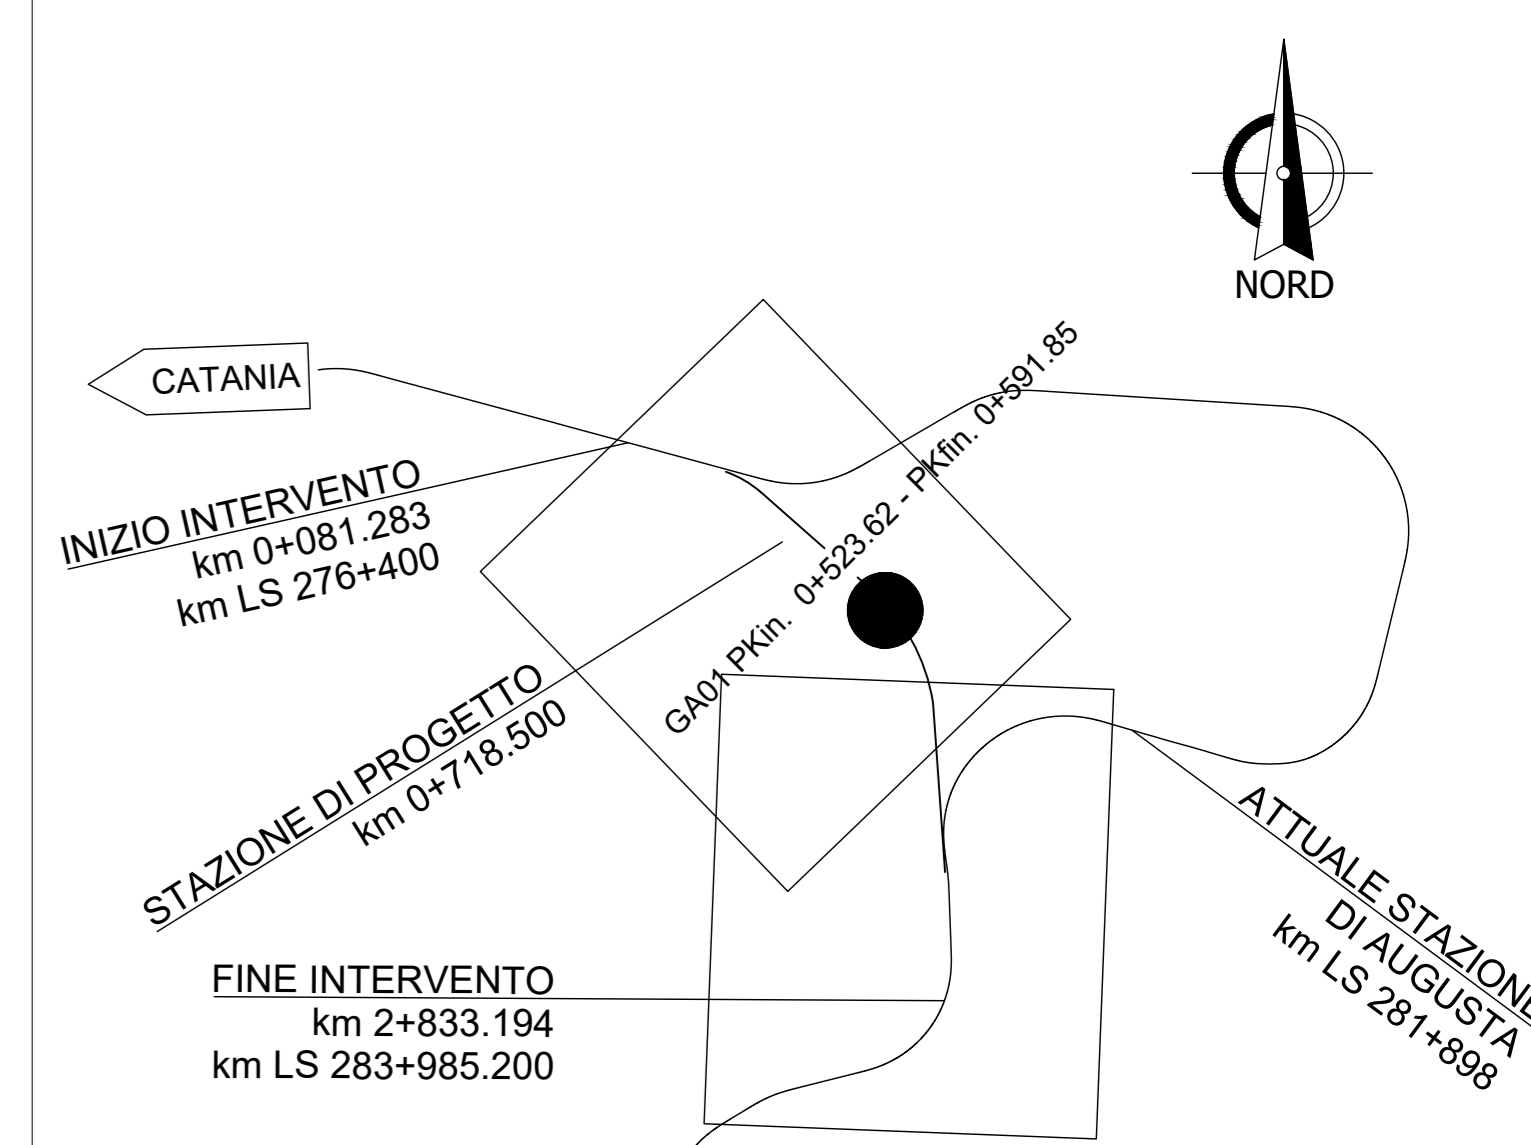 NORD
CATANIA
GA01 PKin. 0+523.62 - PKfin. 0+591.85
INIZIO INTERVENTO
km 0+081.283
km LS 276+400
STAZIONE DI PROGETTO
km 0+718.500
ATTUALE STAZIONE
DI AUGUSTA
km LS 281+898
FINE INTERVENTO
km 2+833.194
km LS 283+985.200